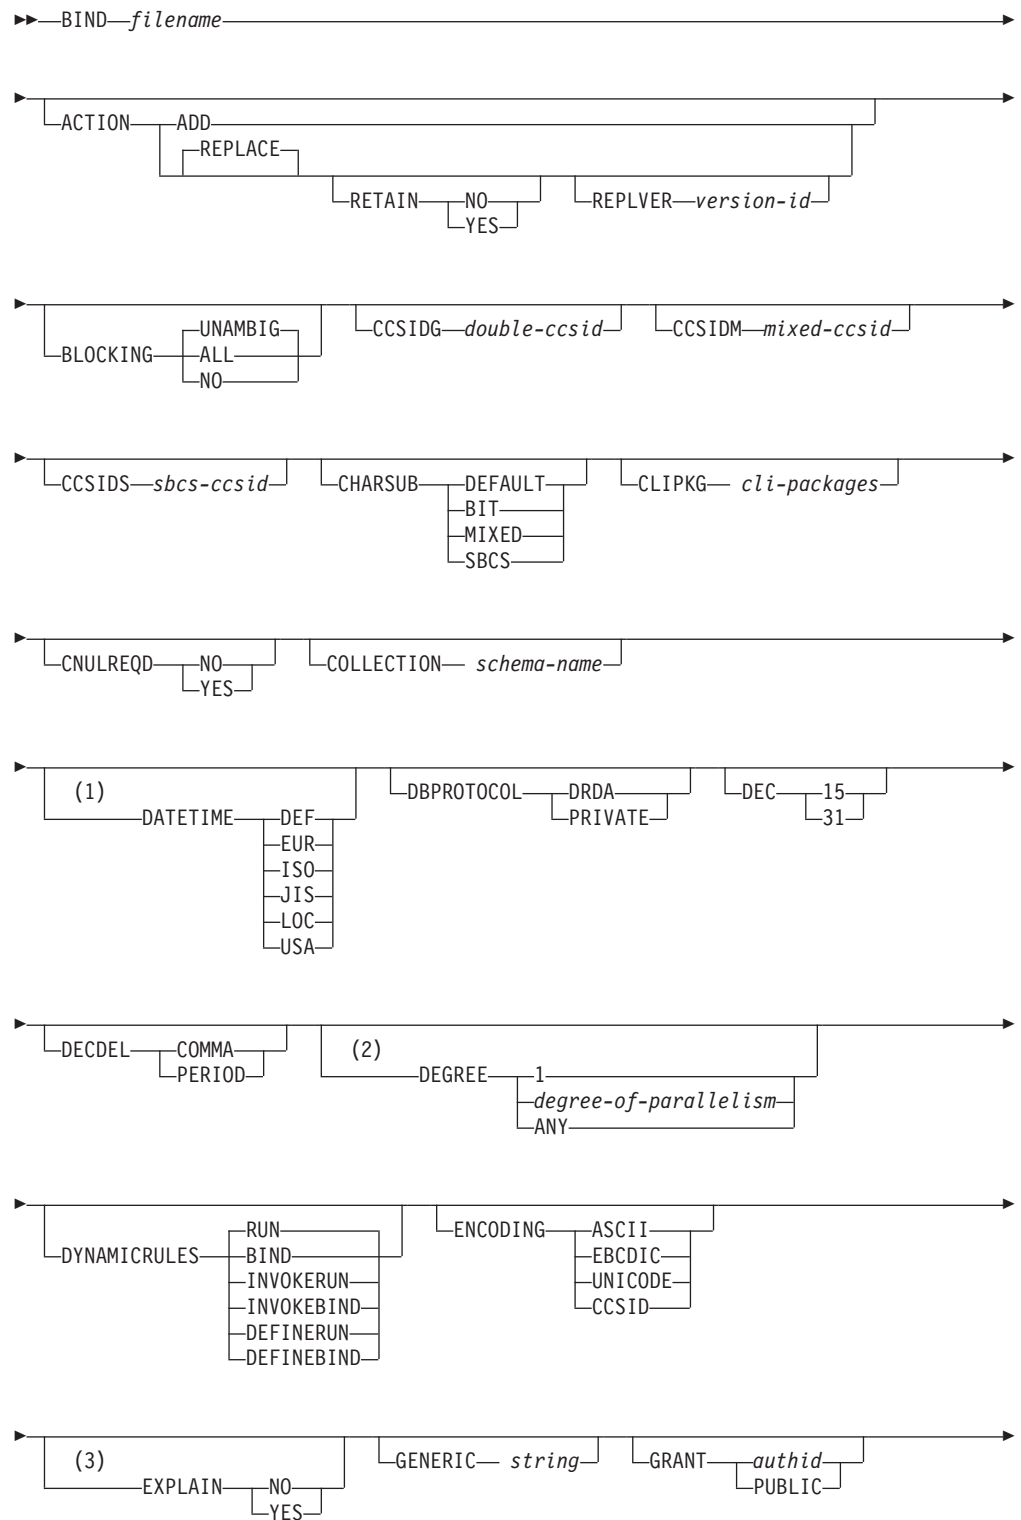 BIND filename
ACTION ADD
REPLACE
RETAIN NO REPLVER version-id
YES
UNAMBIG CCSIDG double-ccsid CCSIDM mixed-ccsid
BLOCKING ALL
NO
CCSIDS sbcs-ccsid CHARSUB DEFAULT CLIPKG cli-packages
BIT
MIXED
SBCS
CNULREQD NO COLLECTION schema-name
YES
(1) DBPROTOCOL DRDA DEC 15
DATETIME DEF PRIVATE 31
EUR
ISO
JIS
LOC
USA
DECDEL COMMA (2)
PERIOD DEGREE 1
degree-of-parallelism
ANY
RUN ENCODING ASCII
DYNAMICRULES BIND EBCDIC
INVOKERUN UNICODE
INVOKEBIND CCSID
DEFINERUN
DEFINEBIND
(3) GENERIC string GRANT authid
EXPLAIN NO PUBLIC
YES